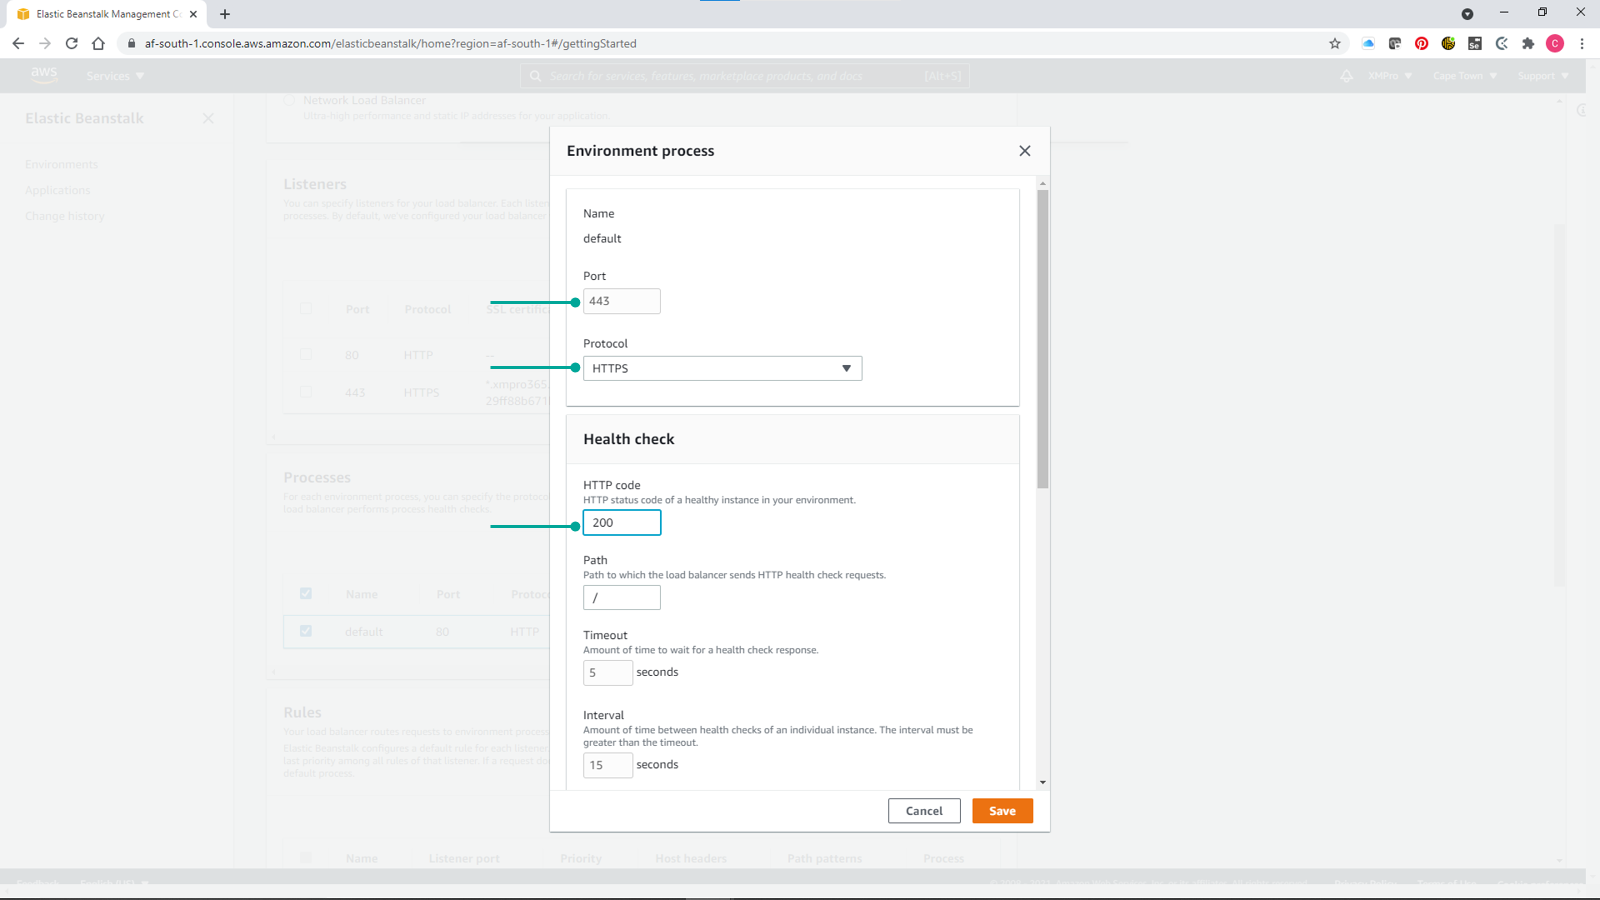 Elastic Beanstalk Management C
af-south-1.console.aws.amazon.com/elasticbeanstalk/home?region=af-south-1#/gettingStarted
Se
C
aws
Services
Search for services, features, marketplace products, and docs
[Alt+S]
XMPro
Cape Town
Support
Elastic Beanstalk
Environments
Applications
Change history
Network Load Balancer
Ultra-high performance and static IP addresses for your application.
Listeners
You can specify listeners for your load balancer. Each listen
processes. By default, we've configured your load balancer
Port Protocol SSL certific
80 HTTP --
443 HTTPS *.xmpro365
29ff88b671
Processes
For each environment process, you can specify the protoco
load balancer performs process health checks.
Name Port Protoco
default 80 HTTP
Rules
Your load balancer routes requests to environment process
Elastic Beanstalk configures a default rule for each listener,
last priority among all rules of that listener. If a request do
default process.
Name Listener port Priority Host headers Path patterns Process
Environment process
Name
default
Port
443
Protocol
HTTPS
Health check
HTTP code
HTTP status code of a healthy instance in your environment.
200
Path
Path to which the load balancer sends HTTP health check requests.
/
Timeout
Amount of time to wait for a health check response.
5 seconds
Interval
Amount of time between health checks of an individual instance. The interval must be
greater than the timeout.
15 seconds
Cancel
Save